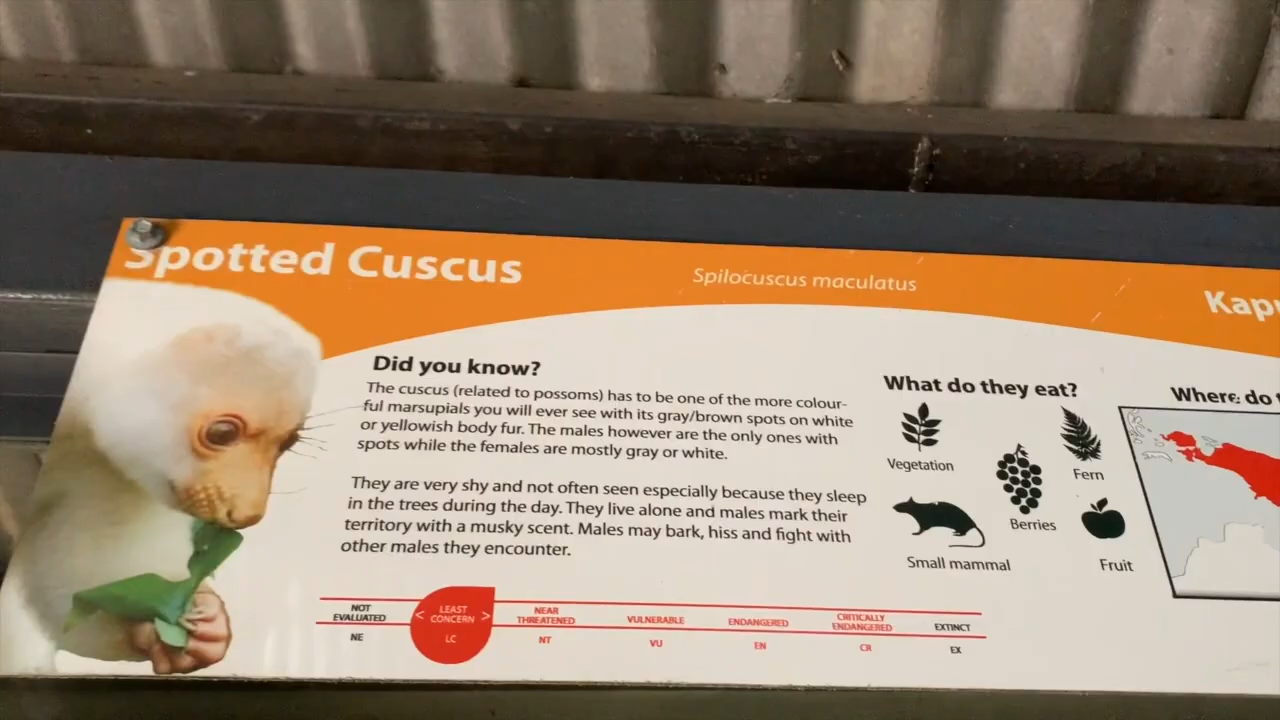 Spotted Cuscus
Spilocuscus maculatus
Did you know?
The cuscus (related to possoms) has to be one of the more colour-
ful marsupials you will ever see with its gray/brown spots on white
or yellowish body fur. The males however are the only ones with
spots while the females are mostly gray or white.
They are very shy and not often seen especially because they sleep
in the trees during the day. They live alone and males mark their
territory with a musky scent. Males may bark, hiss and fight with
other males they encounter.
What do they eat?
Vegetation
Fern
Berries
Small mammal
Fruit
Where do
NOT
EVALUATED
NE
< LEAST
CONCERN >
LC
NEAR
THREATENED
NT
VULNERABLE
VU
ENDANGERED
EN
CRITICALLY
ENDANGERED
CR
EXTINCT
EX